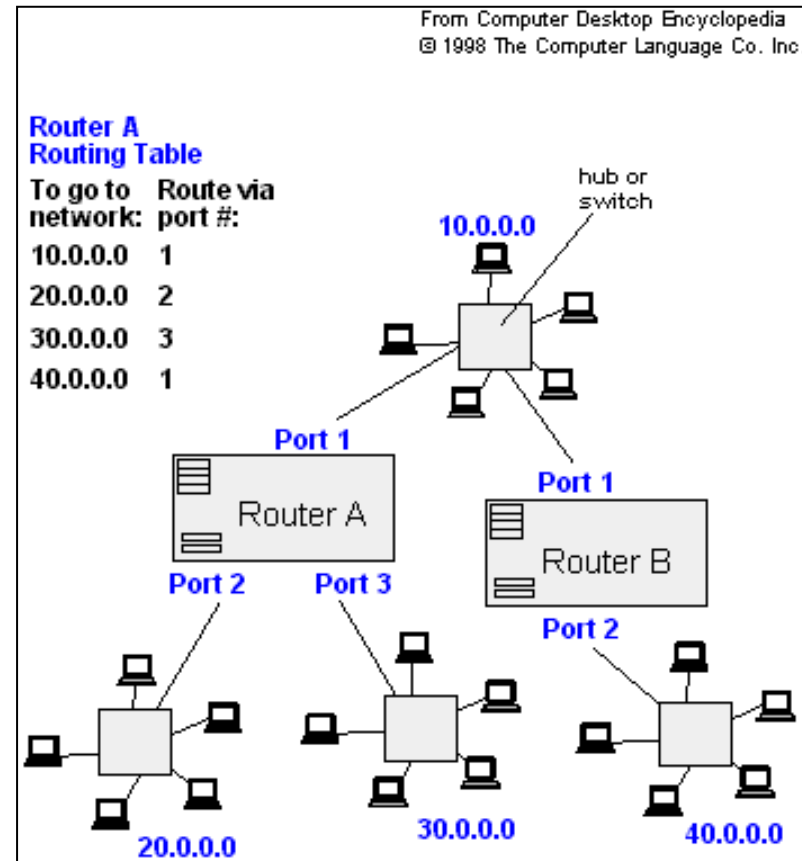 From Computer Desktop Encyclopedia
© 1998 The Computer Language Co. Inc
Router A
Routing Table
To go to Route via
network: port #:
10.0.0.0 1
20.0.0.0 2
30.0.0.0 3
40.0.0.0 1
hub or
switch
10.0.0.0
Port 1
Router A
Port 1
Router B
Port 2 Port 3
Port 2
20.0.0.0
30.0.0.0
40.0.0.0